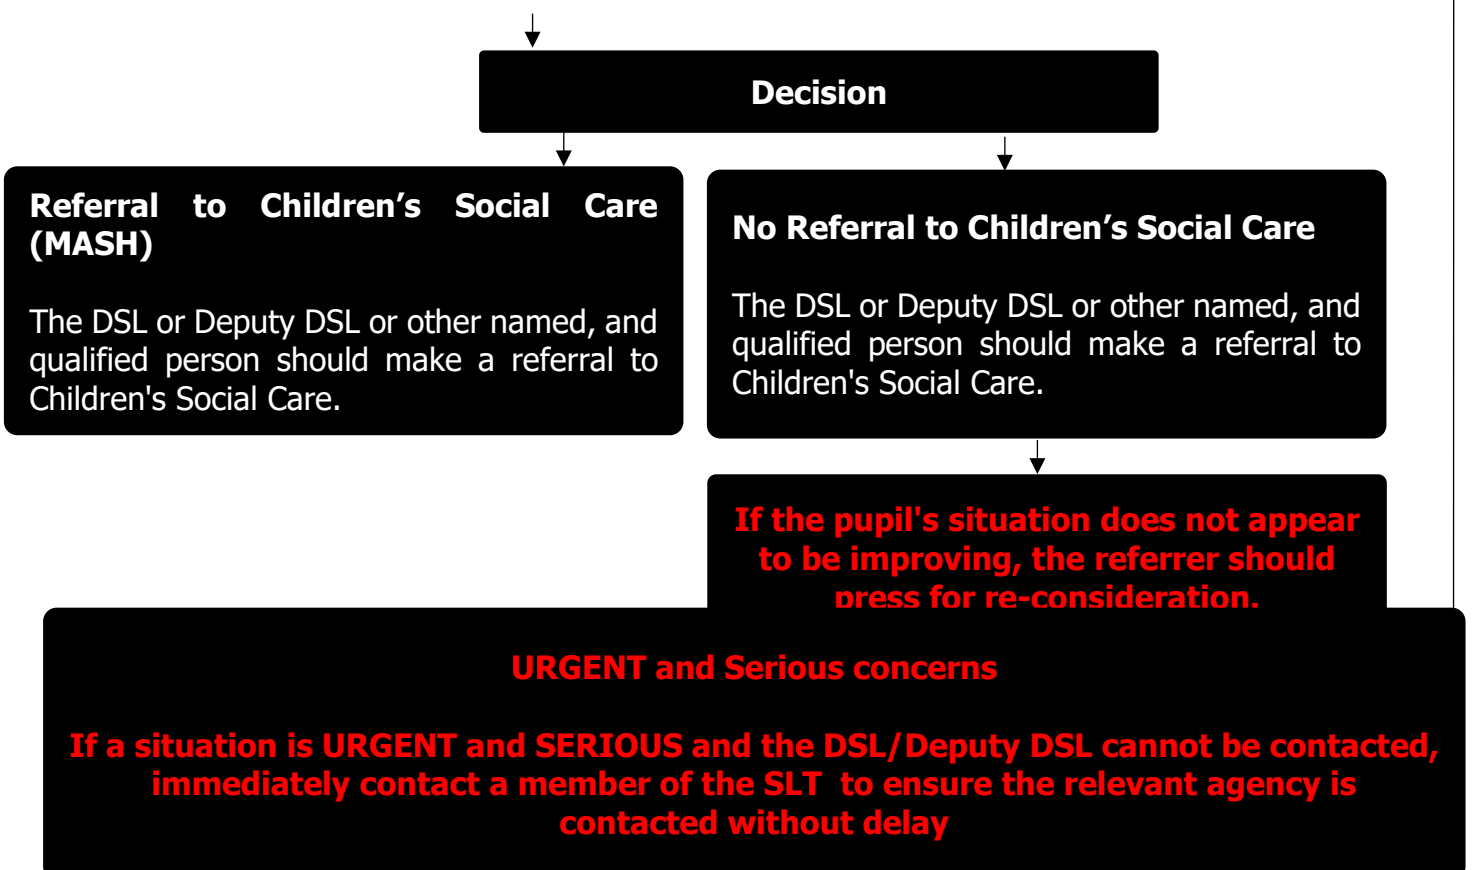 Decision
Referral to Children’s Social Care
(MASH)
The DSL or Deputy DSL or other named, and
qualified person should make a referral to
Children's Social Care.
No Referral to Children’s Social Care
The DSL or Deputy DSL or other named, and
qualified person should make a referral to
Children's Social Care.
If the pupil's situation does not appear
to be improving, the referrer should
press for re-consideration.
URGENT and Serious concerns
If a situation is URGENT and SERIOUS and the DSL/Deputy DSL cannot be contacted,
immediately contact a member of the SLT to ensure the relevant agency is
contacted without delay